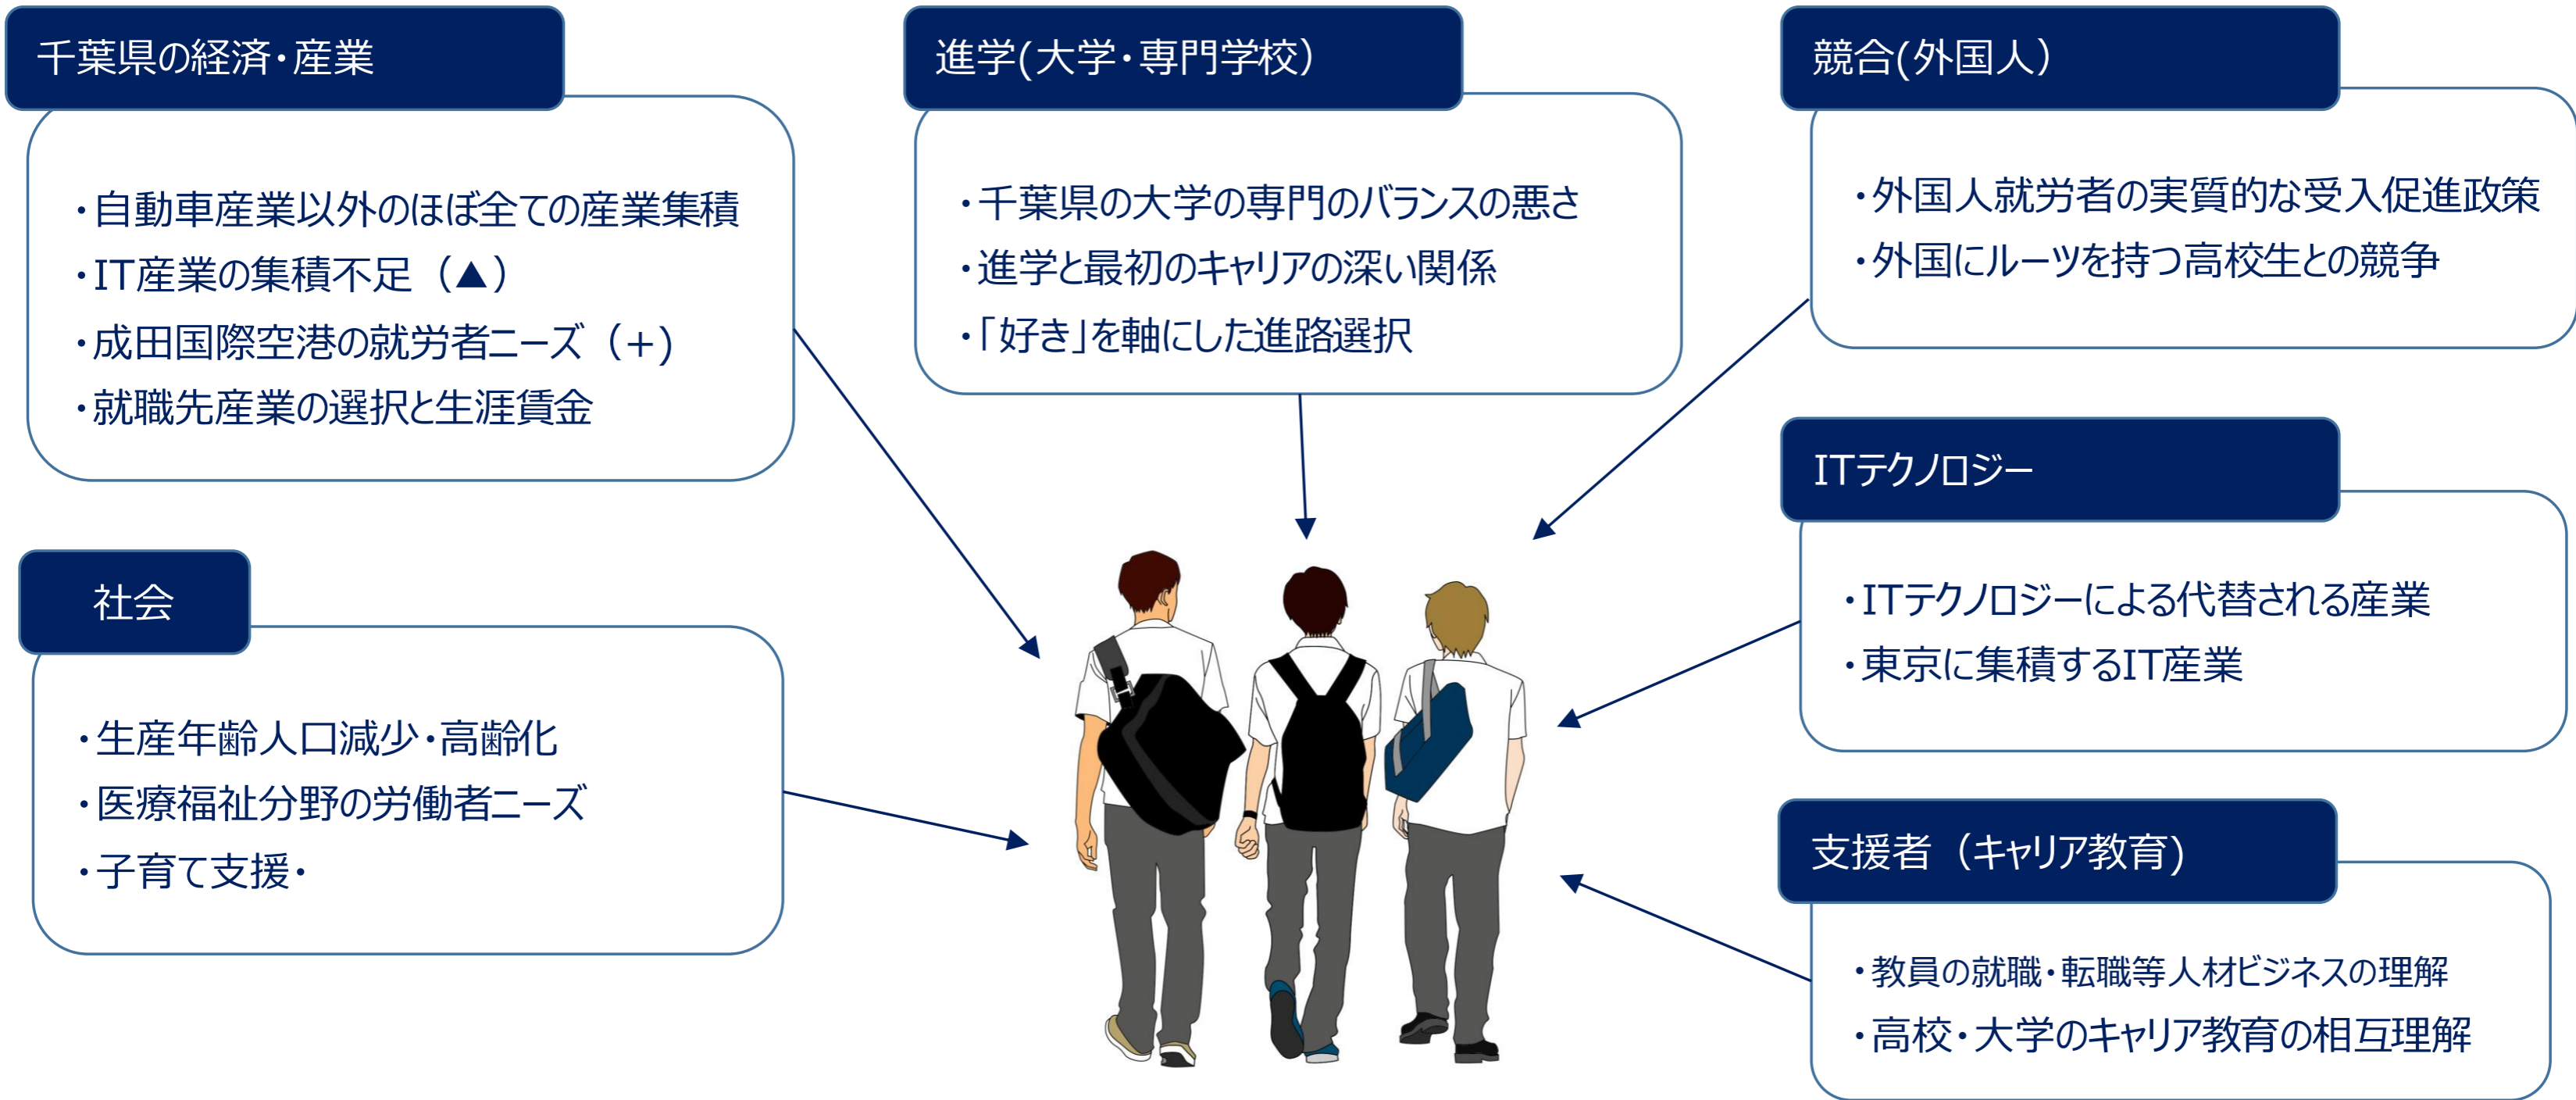 千葉県の経済・産業
・自動車産業以外のほぼ全ての産業集積
・IT産業の集積不足（▲）
・成田国際空港の就労者ニーズ（+）
・就職先産業の選択と生涯賃金
進学(大学・専門学校）
・千葉県の大学の専門のバランスの悪さ
・進学と最初のキャリアの深い関係
・「好き」を軸にした進路選択
競合(外国人）
・外国人就労者の実質的な受入促進政策
・外国にルーツを持つ高校生との競争
ITテクノロジー
・ITテクノロジーによる代替される産業
・東京に集積するIT産業
社会
・生産年齢人口減少・高齢化
・医療福祉分野の労働者ニーズ
・子育て支援・
支援者（キャリア教育）
・教員の就職・転職等人材ビジネスの理解
・高校・大学のキャリア教育の相互理解